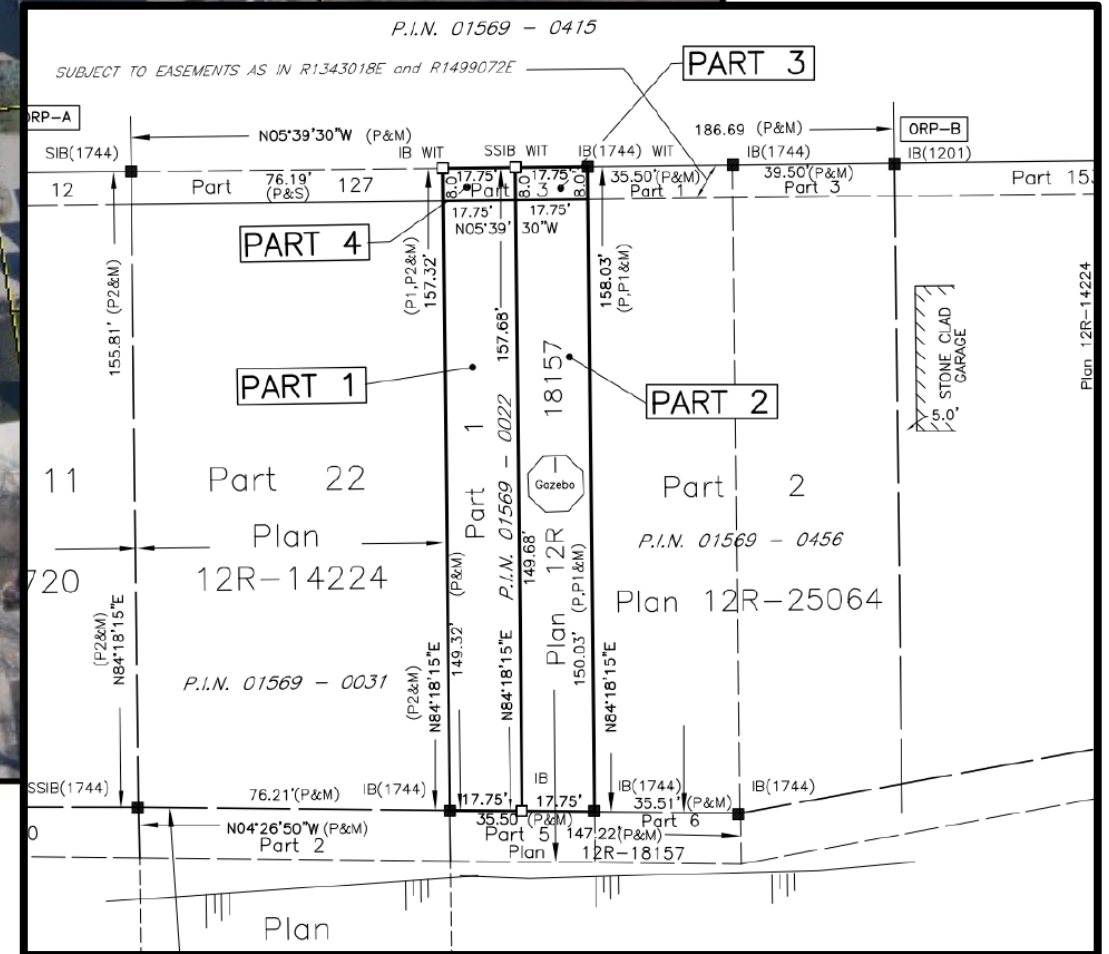 P.I.N. 01569 - 0415
SUBJECT TO EASEMENTS AS IN R1343018E and R1499072E
PART 3
ORP-A
N05°39'30"W (P&M)
186.69 (P&M)
ORP-B
SIB(1744)
IB WIT
SSIB WIT
IB(1744) WIT
IB(1744)
IB(1201)
12
Part
76.19'
(P&S)
127
8.0'
17.75'
Part
8.0'
17.75'
3
8.0'
35.50'(P&M)
Part 1
39.50'(P&M)
Part 3
Part 153
17.75'
17.75'
N05°39'
30"W
PART 4
155.81' (P2&M)
(P1,P2&M)
157.32'
157.68'
158.03'
(P,P1&M)
Plan 12R-14224
STONE CLAD
GARAGE
5.0'
PART 1
PART 2
11
Part 22
Plan
12R-14224
720
P.I.N. 01569 - 0031
(P2&M)
N84°18'15"E
(P2&M)
N84°18'15"E
149.32'
(P&M)
Part 1
P.I.N. 01569 - 0022
N84°18'15"E
149.68'
Plan 12R 18157
Gazebo
150.03'
(P,P1&M)
N84°18'15"E
Part 2
P.I.N. 01569 - 0456
Plan 12R-25064
SSIB(1744)
76.21'(P&M)
IB(1744)
17.75'
IB
17.75'
IB(1744)
35.51' (P&M)
IB(1744)
0
N04°26'50"W (P&M)
Part 2
35.50 (P&M)
Part 5
147.22'(P&M)
Part 6
Plan 12R-18157
Plan